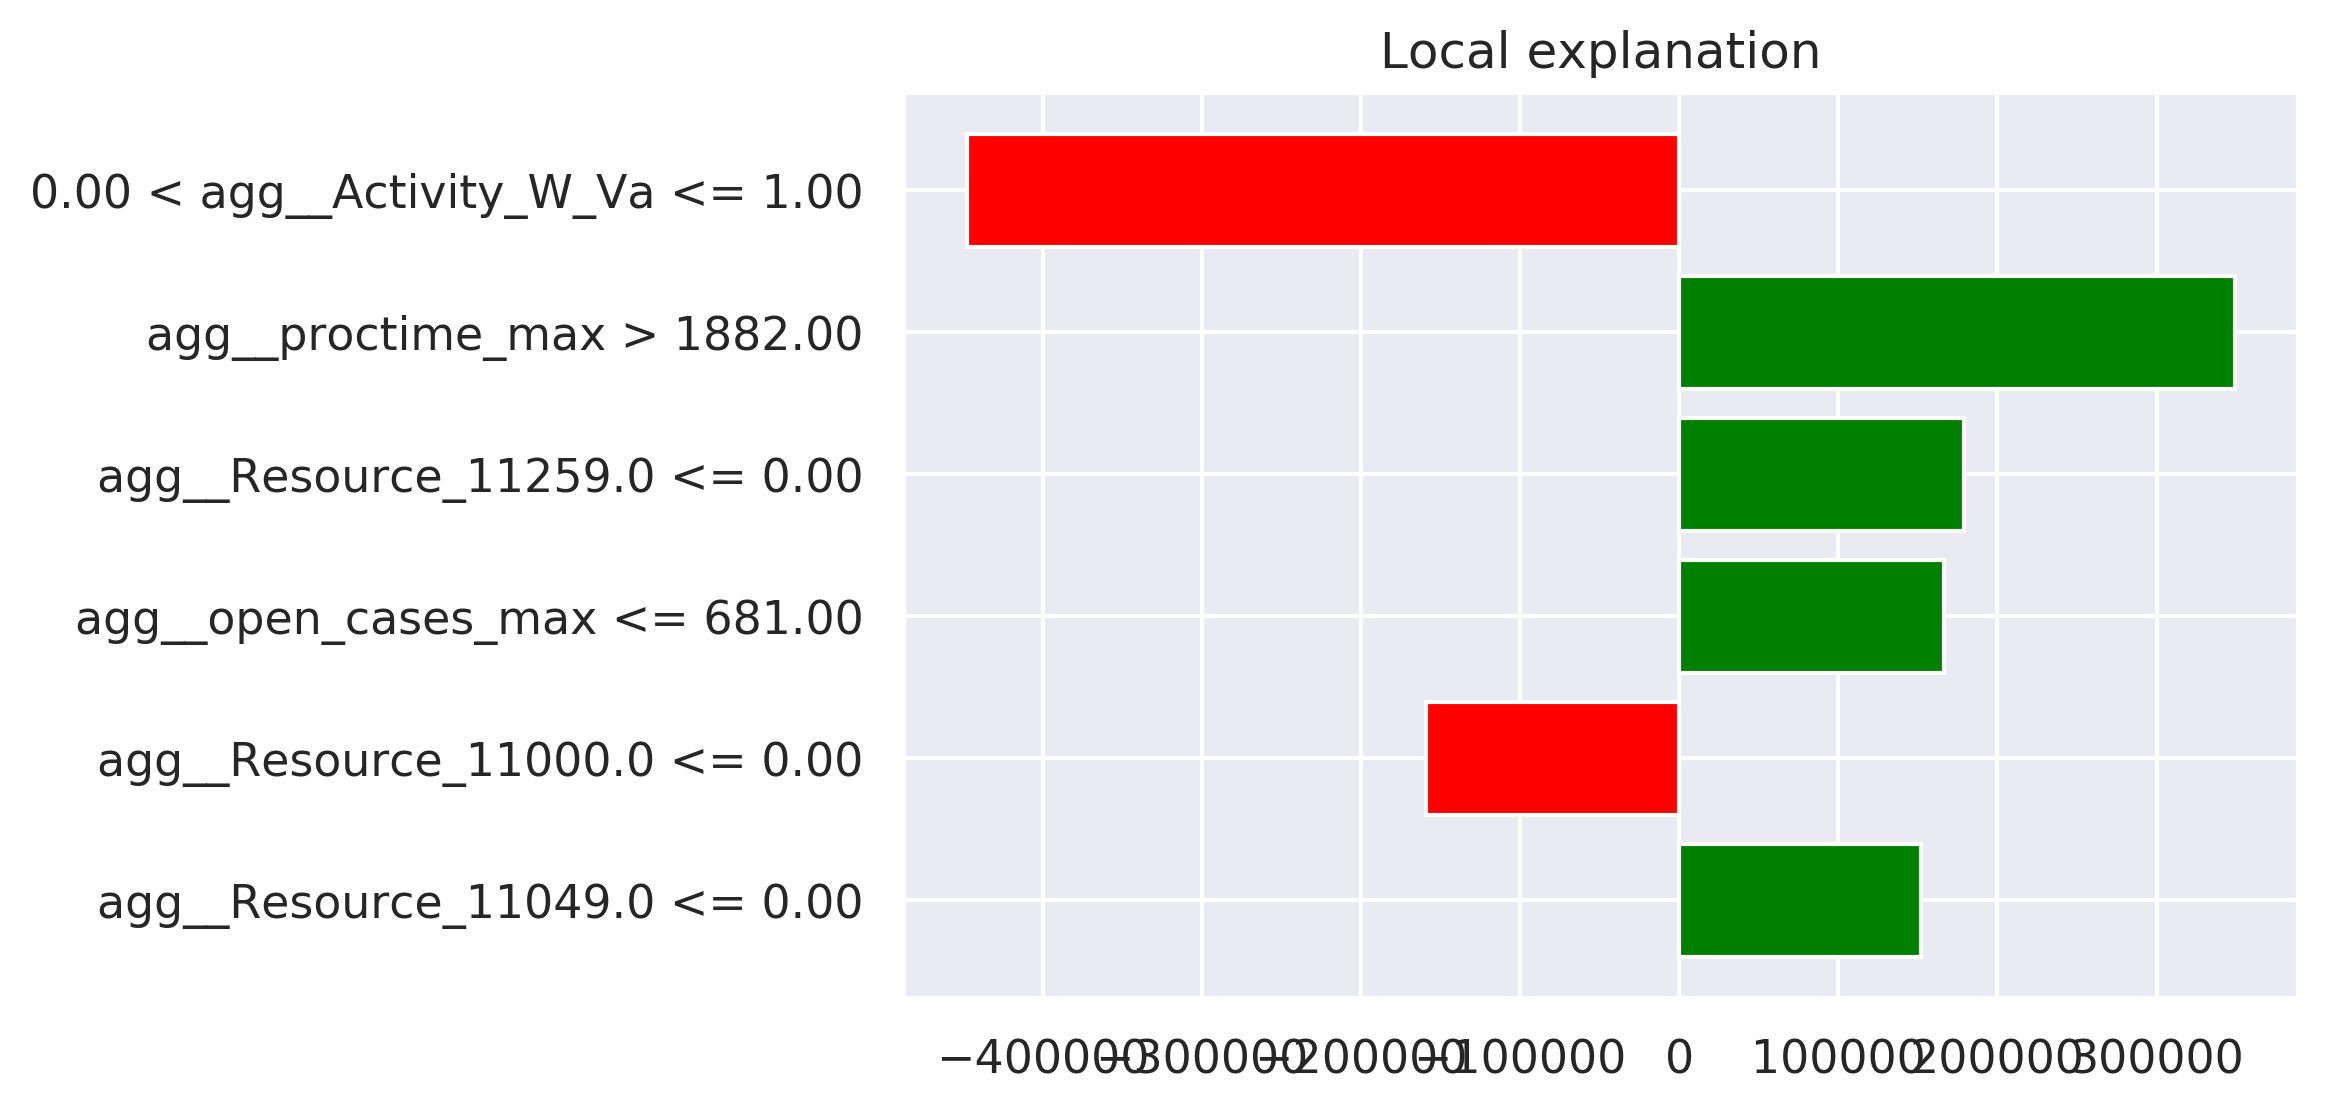 Local explanation
0.00 < agg__Activity_W_Va <= 1.00
agg__proctime_max > 1882.00
agg__Resource_11259.0 <= 0.00
agg__open_cases_max <= 681.00
agg__Resource_11000.0 <= 0.00
agg__Resource_11049.0 <= 0.00
−400000 −300000 −200000 −100000 0 100000 200000 300000